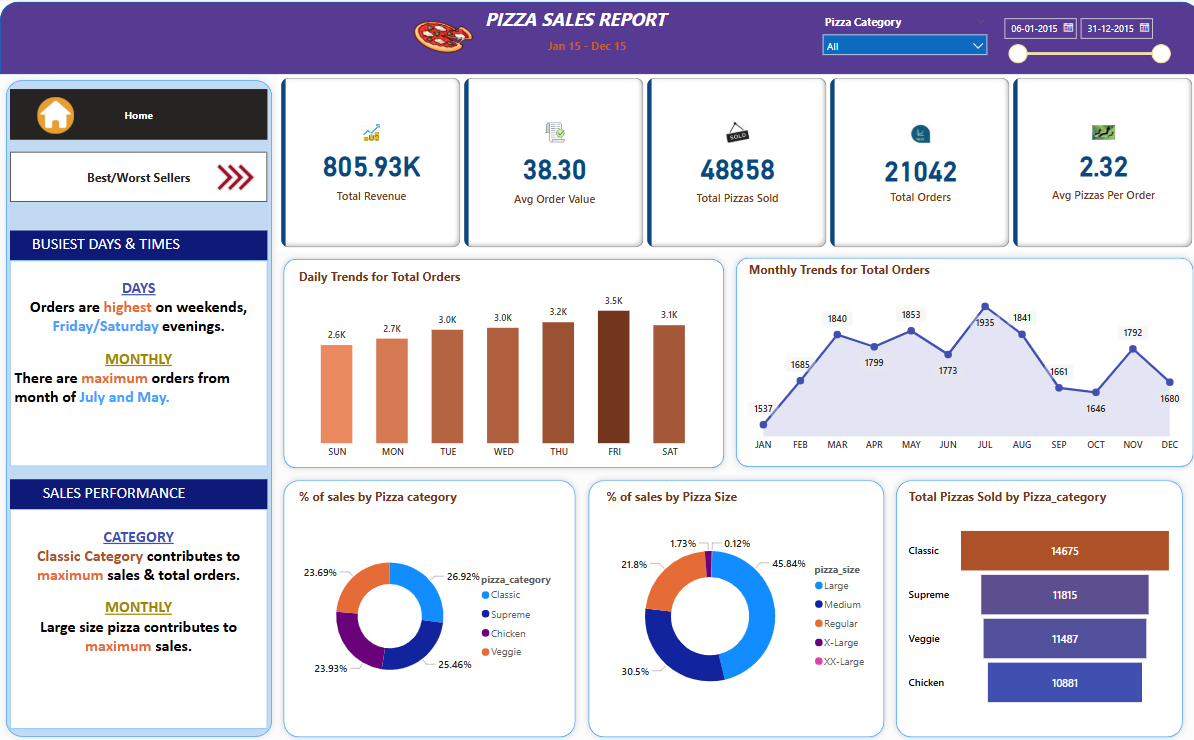 PIZZA SALES REPORT
Jan 15 - Dec 15
Pizza Category
All
06-01-2015
31-12-2015
Home
Best/Worst Sellers
BUSIEST DAYS & TIMES
DAYS
Orders are highest on weekends,
Friday/Saturday evenings.
MONTHLY
There are maximum orders from
month of July and May.
SALES PERFORMANCE
CATEGORY
Classic Category contributes to
maximum sales & total orders.
MONTHLY
Large size pizza contributes to
maximum sales.
805.93K
Total Revenue
38.30
Avg Order Value
SOLD
48858
Total Pizzas Sold
21042
Total Orders
2.32
Avg Pizzas Per Order
Daily Trends for Total Orders
2.6K
2.7K
3.0K
3.0K
3.2K
3.5K
3.1K
SUN
MON
TUE
WED
THU
FRI
SAT
Monthly Trends for Total Orders
1537
1685
1840
1799
1853
1773
1935
1841
1661
1646
1792
1680
JAN
FEB
MAR
APR
MAY
JUN
JUL
AUG
SEP
OCT
NOV
DEC
% of sales by Pizza category
26.92%
25.46%
23.93%
23.69%
pizza_category
Classic
Supreme
Chicken
Veggie
% of sales by Pizza Size
1.73%
0.12%
45.84%
30.5%
21.8%
pizza_size
Large
Medium
Regular
X-Large
XX-Large
Total Pizzas Sold by Pizza_category
Classic
14675
Supreme
11815
Veggie
11487
Chicken
10881